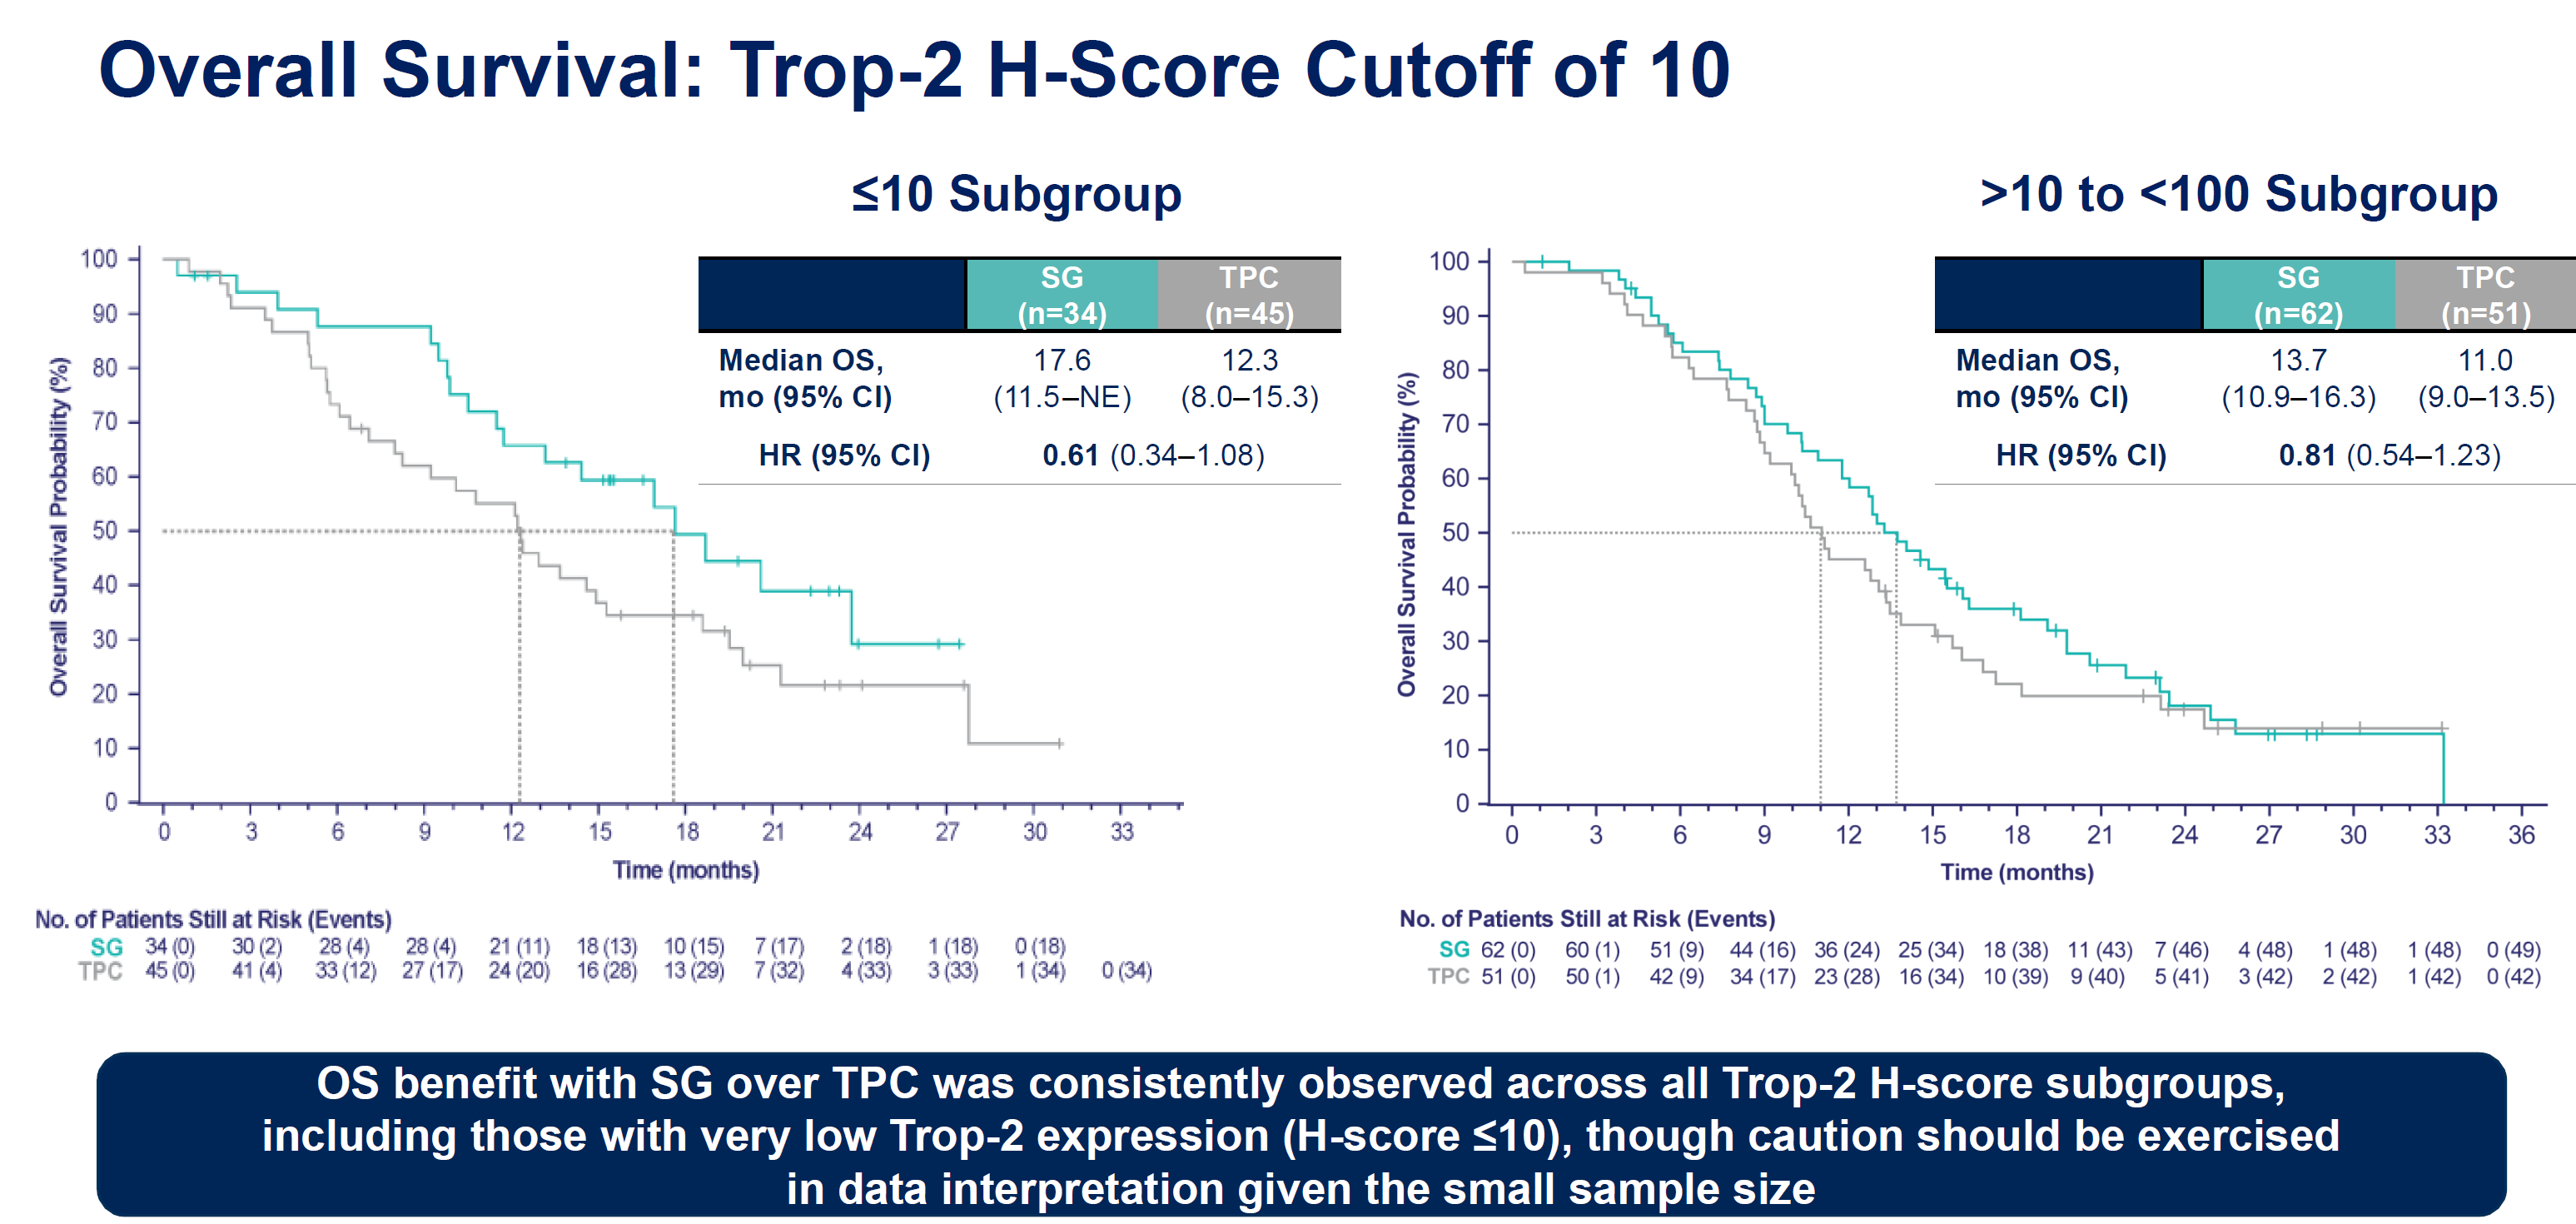 Overall Survival: Trop-2 H-Score Cutoff of 10
≤10 Subgroup
SG TPC
(n=34) (n=45)
Median OS, 17.6 12.3
mo (95% CI) (11.5–NE) (8.0–15.3)
HR (95% CI) 0.61 (0.34–1.08)
Overall Survival Probability (%)
100
90
80
70
60
50
40
30
20
10
0
0 3 6 9 12 15 18 21 24 27 30 33
Time (months)
No. of Patients Still at Risk (Events)
SG 34 (0) 30 (2) 28 (4) 28 (4) 21 (11) 18 (13) 10 (15) 7 (17) 2 (18) 1 (18) 0 (18)
TPC 45 (0) 41 (4) 33 (12) 27 (17) 24 (20) 16 (28) 13 (29) 7 (32) 4 (33) 3 (33) 1 (34) 0 (34)
>10 to <100 Subgroup
SG TPC
(n=62) (n=51)
Median OS, 13.7 11.0
mo (95% CI) (10.9–16.3) (9.0–13.5)
HR (95% CI) 0.81 (0.54–1.23)
Overall Survival Probability (%)
100
90
80
70
60
50
40
30
20
10
0
0 3 6 9 12 15 18 21 24 27 30 33 36
Time (months)
No. of Patients Still at Risk (Events)
SG 62 (0) 60 (1) 51 (9) 44 (16) 36 (24) 25 (34) 18 (38) 11 (43) 7 (46) 4 (48) 1 (48) 1 (48) 0 (49)
TPC 51 (0) 50 (1) 42 (9) 34 (17) 23 (28) 16 (34) 10 (39) 9 (40) 5 (41) 3 (42) 2 (42) 1 (42) 0 (42)
OS benefit with SG over TPC was consistently observed across all Trop-2 H-score subgroups,
including those with very low Trop-2 expression (H-score ≤10), though caution should be exercised
in data interpretation given the small sample size